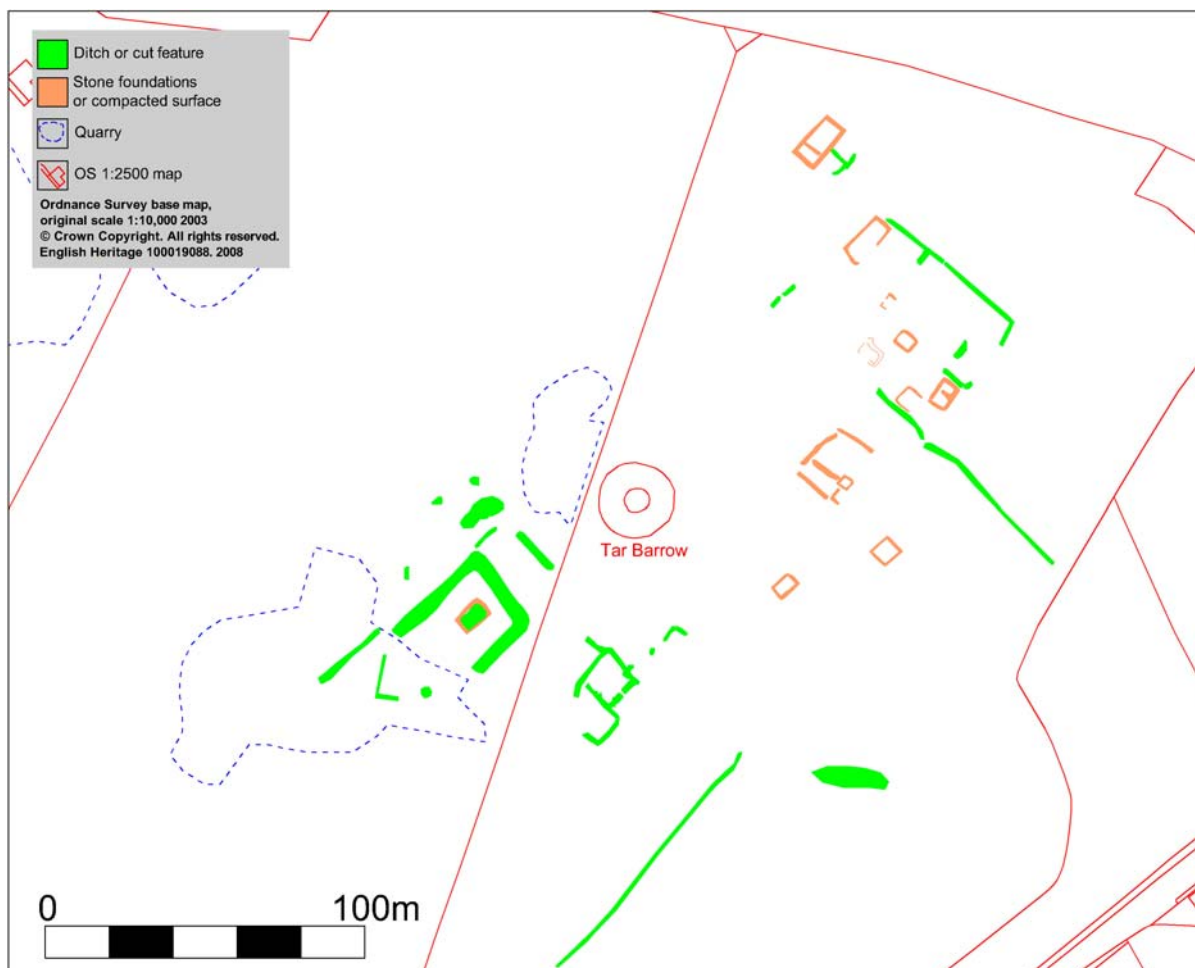 Ditch or cut feature
Stone foundations
or compacted surface
Quarry
OS 1:2500 map
Ordnance Survey base map,
original scale 1:10,000 2003
© Crown Copyright. All rights reserved.
English Heritage 100019088. 2008
Tar Barrow
0 100m